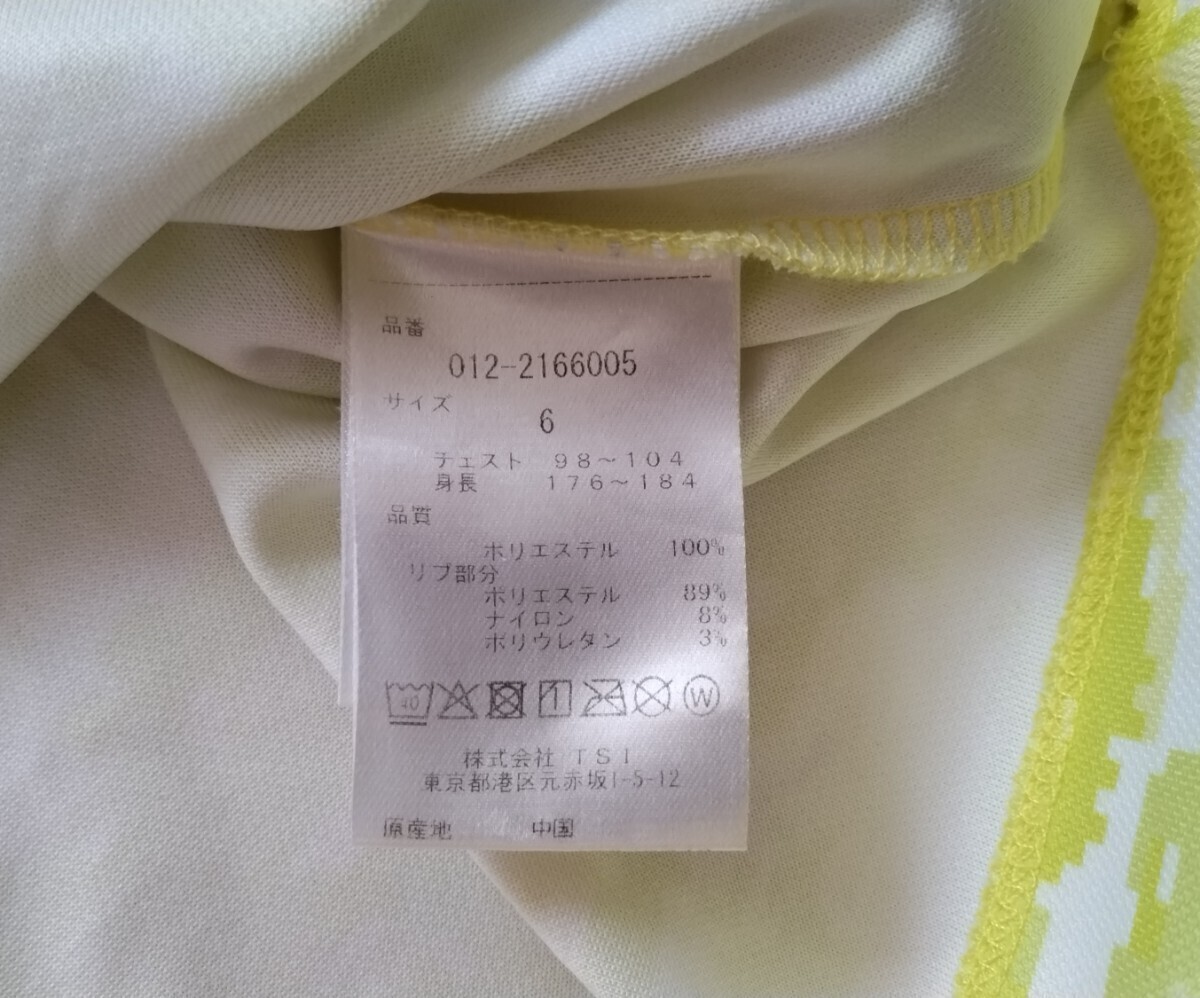 品番
012-2166005
サイズ
6
チェスト 98~104
身長 176~184
品質
ポリエステル 100%
リブ部分
ポリエステル 89%
ナイロン 8%
ポリウレタン 3%
40 W
株式会社 TSI
東京都港区元赤坂1-5-12
原産地 中国